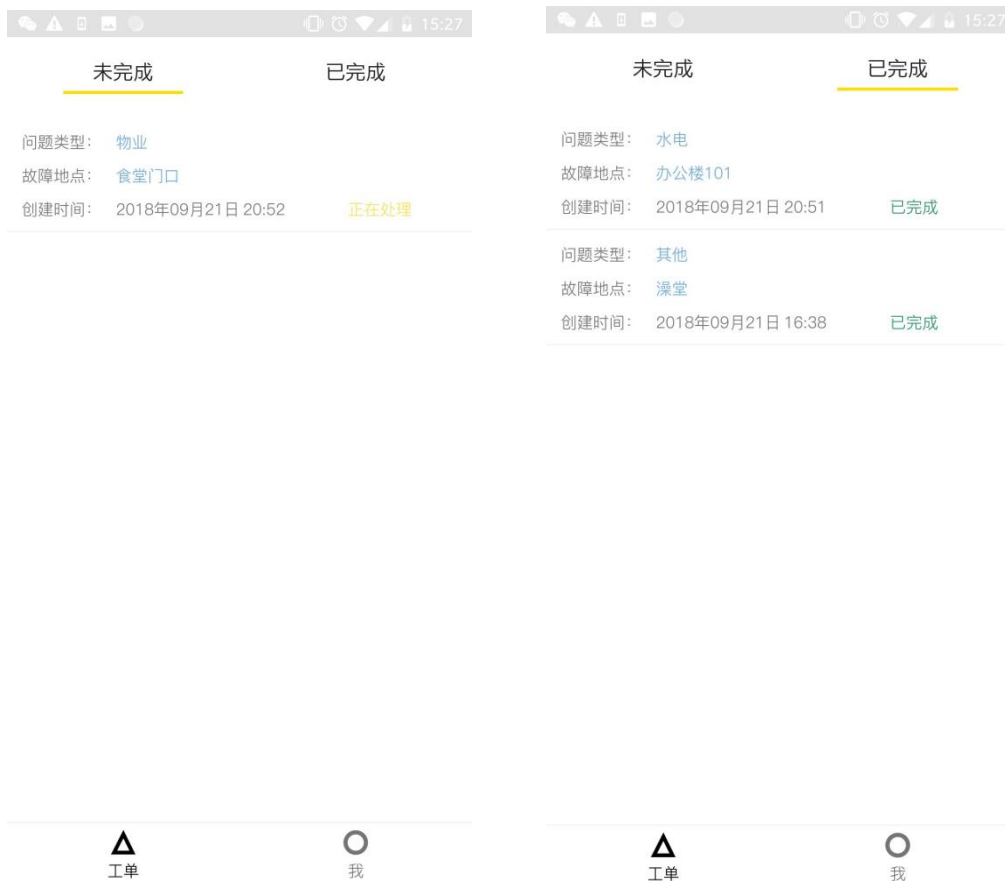 15:27
未完成 已完成
问题类型： 物业
故障地点： 食堂门口
创建时间： 2018年09月21日 20:52 正在处理
工单 我
15:27
未完成 已完成
问题类型： 水电
故障地点： 办公楼101
创建时间： 2018年09月21日 20:51 已完成
问题类型： 其他
故障地点： 澡堂
创建时间： 2018年09月21日 16:38 已完成
工单 我